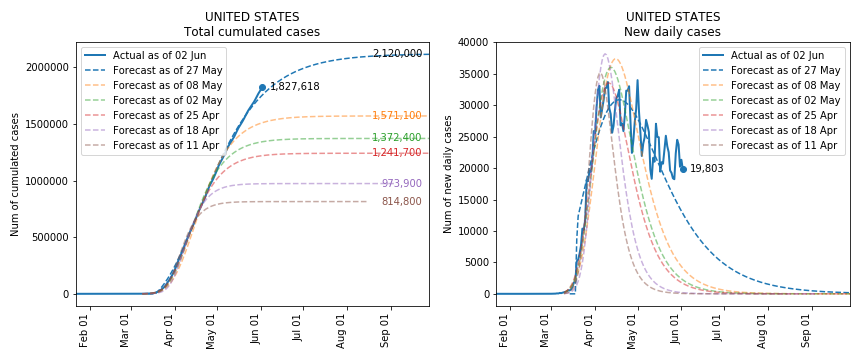 UNITED STATES
Total cumulated cases
Num of cumulated cases
2000000
1500000
1000000
500000
0
Actual as of 02 Jun
Forecast as of 27 May
Forecast as of 08 May
Forecast as of 02 May
Forecast as of 25 Apr
Forecast as of 18 Apr
Forecast as of 11 Apr
2,120,000
1,827,618
1,571,100
1,372,400
1,241,700
973,900
814,800
Feb 01
Mar 01
Apr 01
May 01
Jun 01
Jul 01
Aug 01
Sep 01
UNITED STATES
New daily cases
Num of new daily cases
40000
35000
30000
25000
20000
15000
10000
5000
0
Actual as of 02 Jun
Forecast as of 27 May
Forecast as of 08 May
Forecast as of 02 May
Forecast as of 25 Apr
Forecast as of 18 Apr
Forecast as of 11 Apr
19,803
Feb 01
Mar 01
Apr 01
May 01
Jun 01
Jul 01
Aug 01
Sep 01